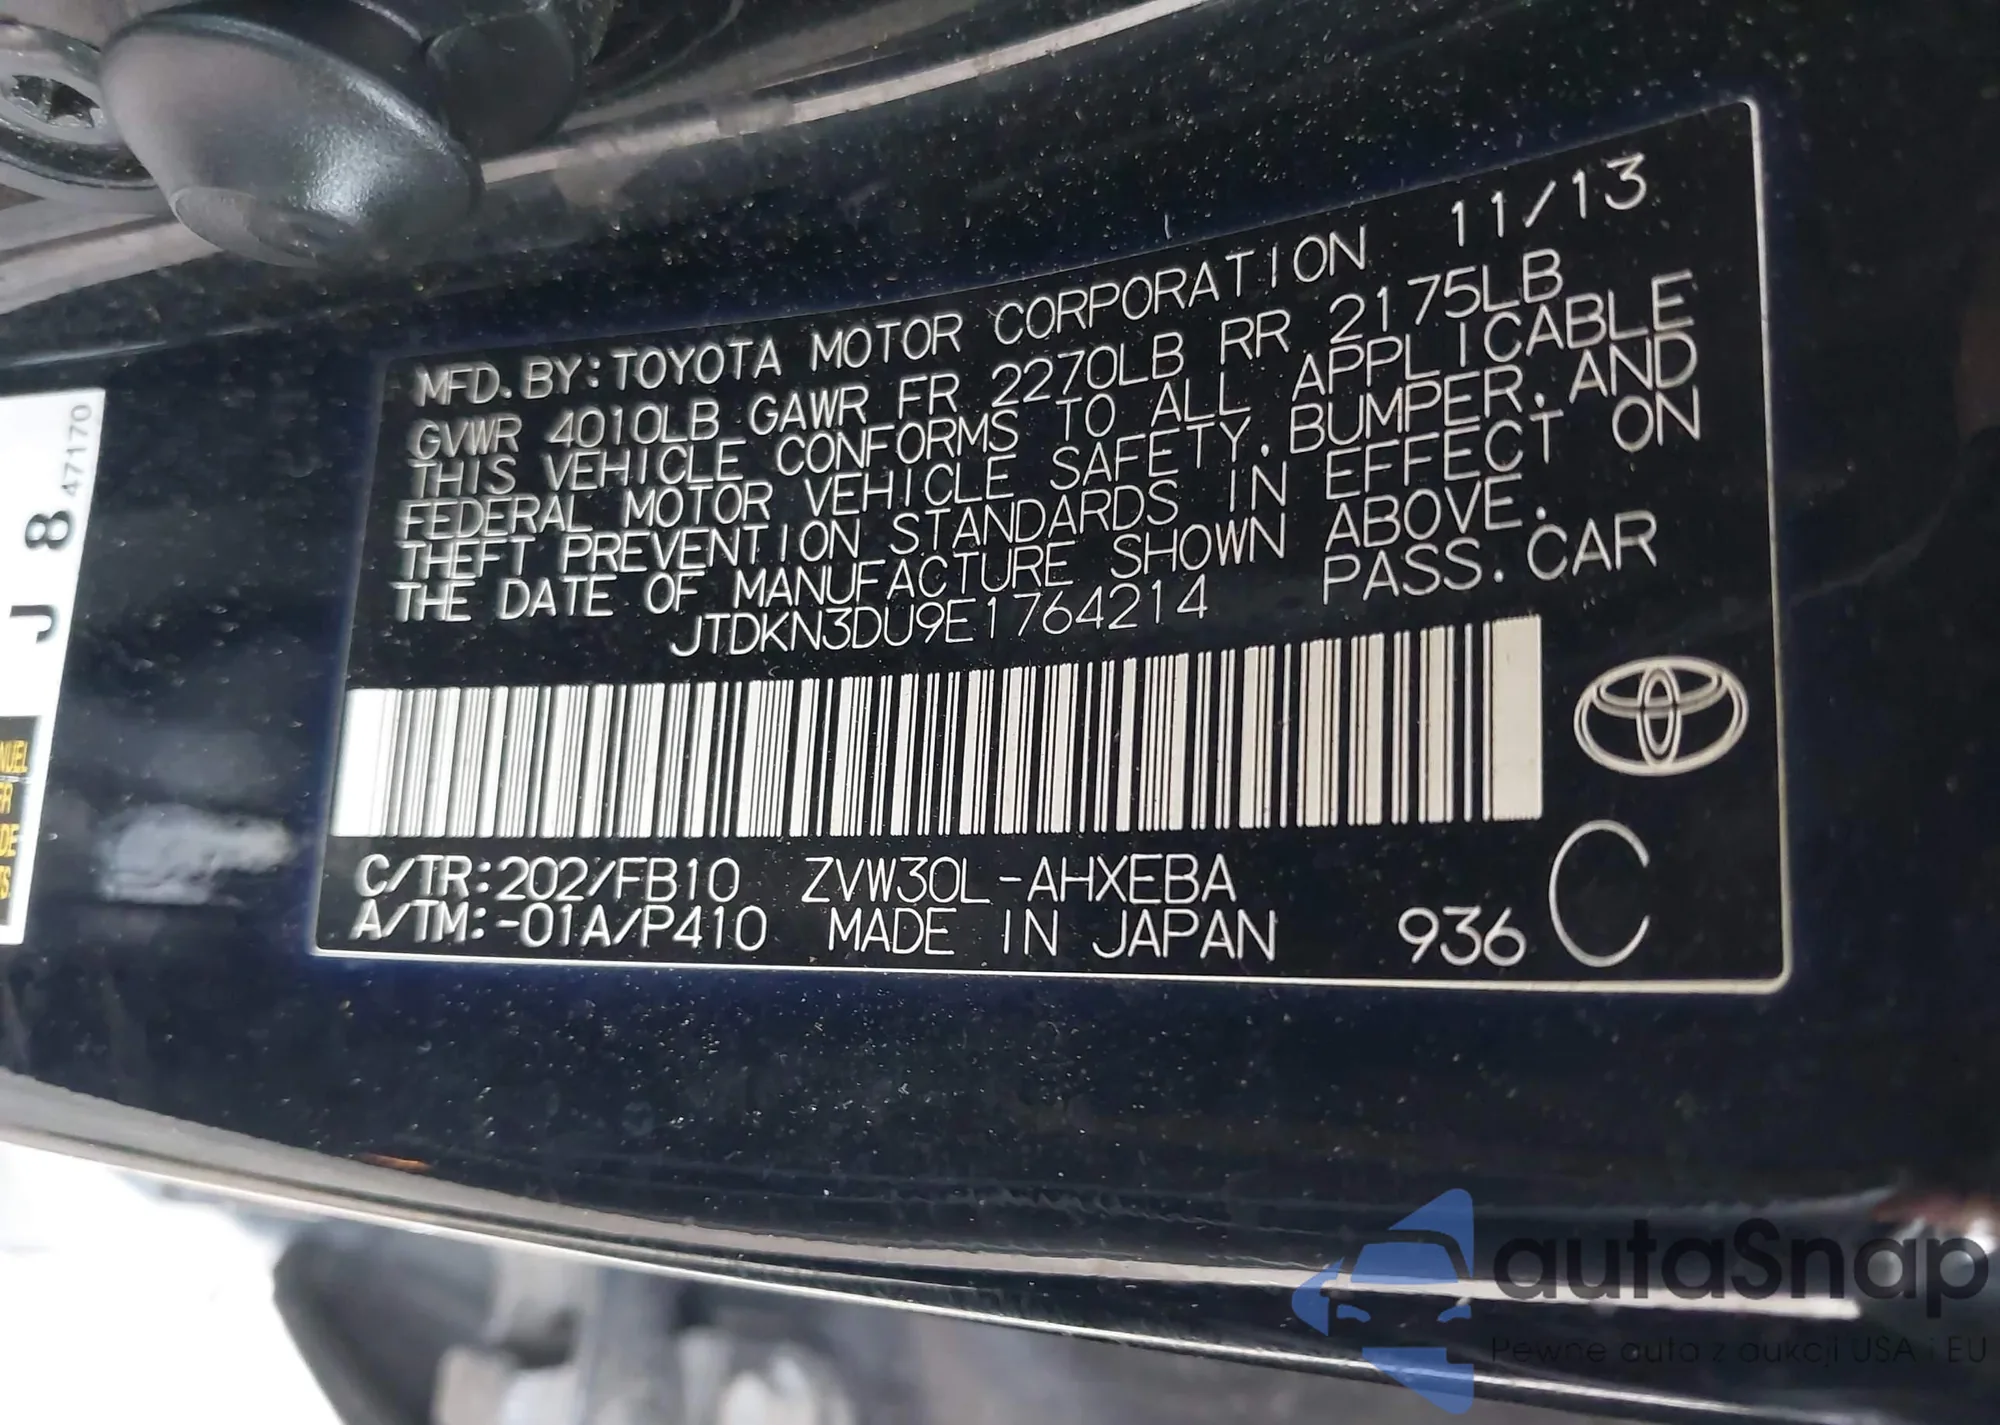 MFD. BY: TOYOTA MOTOR CORPORATION 11/13
GVWR 4010LB GAWR FR 2270LB RR 2175LB
THIS VEHICLE CONFORMS TO ALL APPLICABLE
FEDERAL MOTOR VEHICLE SAFETY, BUMPER, AND
THEFT PREVENTION STANDARDS IN EFFECT ON
THE DATE OF MANUFACTURE SHOWN ABOVE.
JTDKN3DU9E1764214 PASS. CAR
C/TR: 202/FB10 ZVW30L-AHXEBA
A/TM: -01A/P410 MADE IN JAPAN 936 C
J 8 47170
autaSnap
Pewne auta z aukcji USA i EU